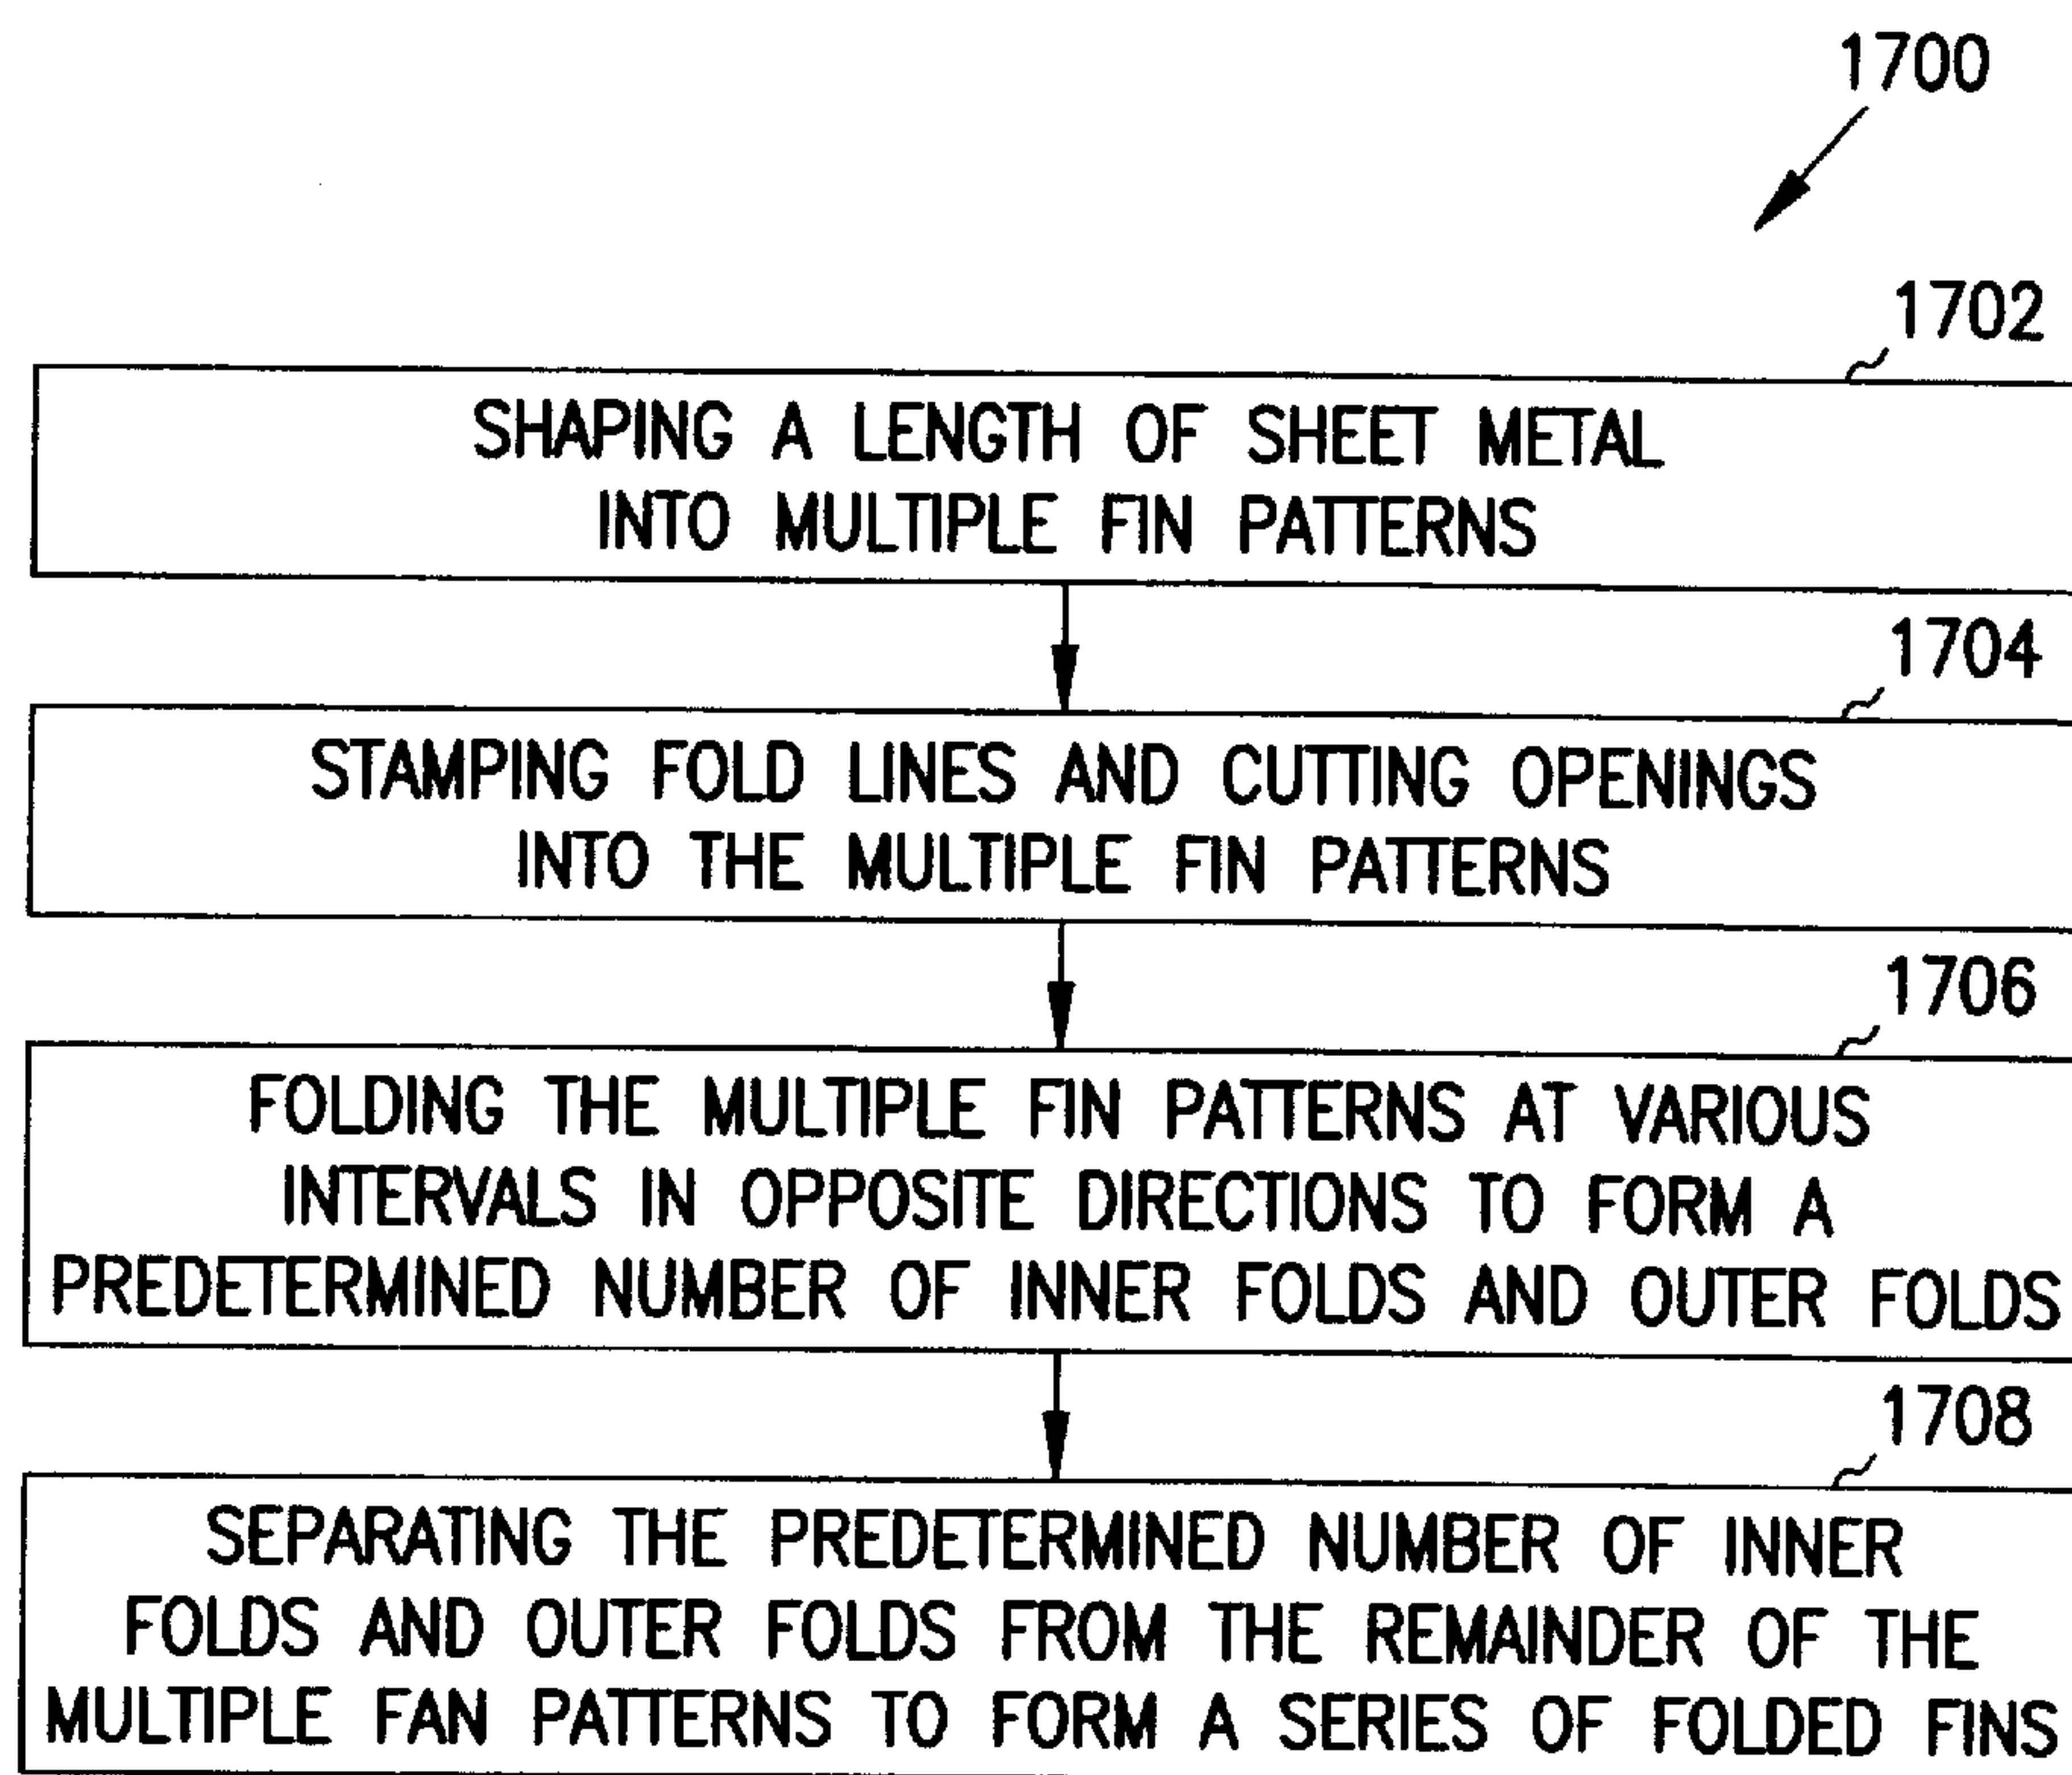 1700
1702
SHAPING A LENGTH OF SHEET METAL
INTO MULTIPLE FIN PATTERNS
1704
STAMPING FOLD LINES AND CUTTING OPENINGS
INTO THE MULTIPLE FIN PATTERNS
1706
FOLDING THE MULTIPLE FIN PATTERNS AT VARIOUS
INTERVALS IN OPPOSITE DIRECTIONS TO FORM A
PREDETERMINED NUMBER OF INNER FOLDS AND OUTER FOLDS
1708
SEPARATING THE PREDETERMINED NUMBER OF INNER
FOLDS AND OUTER FOLDS FROM THE REMAINDER OF THE
MULTIPLE FAN PATTERNS TO FORM A SERIES OF FOLDED FINS